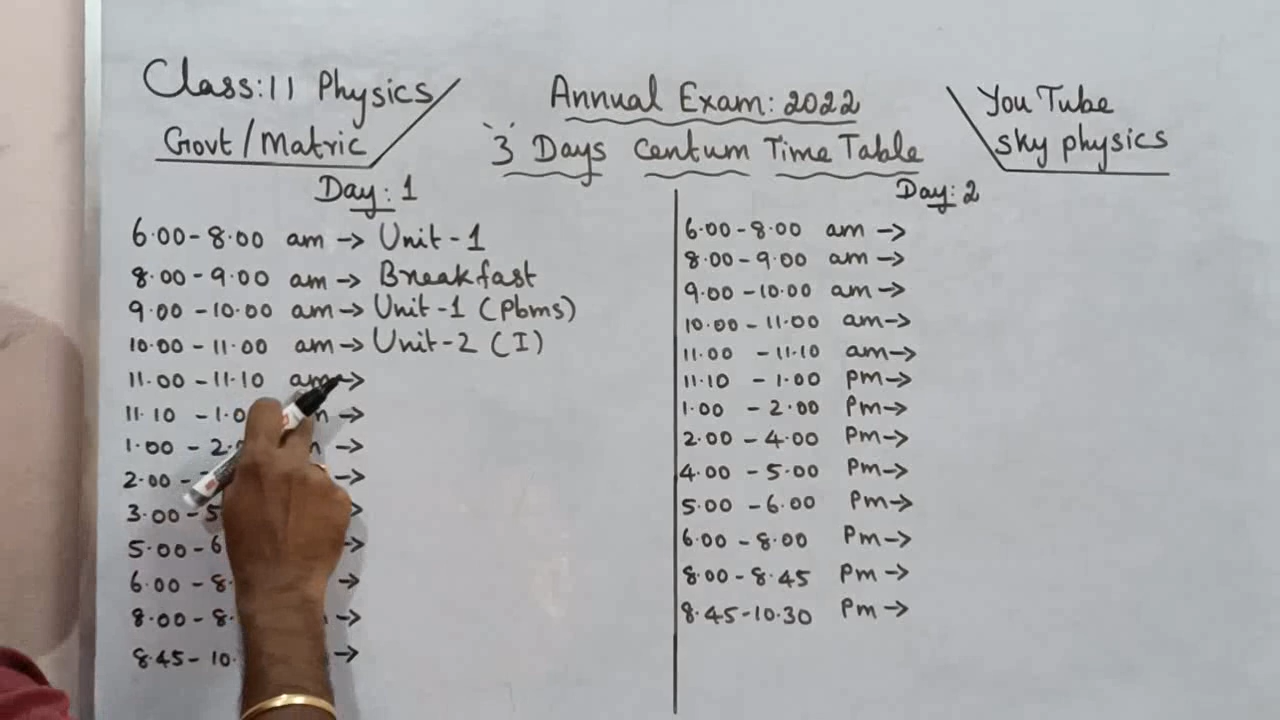 Class: 11 Physics
Govt / Matric
Annual Exam: 2022
"3" Days Centum Time Table
YouTube
sky physics
Day: 1
6.00 - 8.00 am → Unit - 1
8.00 - 9.00 am → Breakfast
9.00 - 10.00 am → Unit - 1 (Pbms)
10.00 - 11.00 am → Unit - 2 (I)
11.00 - 11.10 am →
11.10 - 1.0 →
1.00 - 2.0 →
2.00 - →
3.00 - 5
5.00 - 6
6.00 - 8. →
8.00 - 8. →
8.45 - 10. →
Day: 2
6.00 - 8.00 am →
8.00 - 9.00 am →
9.00 - 10.00 am →
10.00 - 11.00 am →
11.00 - 11.10 am →
11.10 - 1.00 pm →
1.00 - 2.00 Pm →
2.00 - 4.00 Pm →
4.00 - 5.00 Pm →
5.00 - 6.00 Pm →
6.00 - 8.00 Pm →
8.00 - 8.45 Pm →
8.45 - 10.30 Pm →